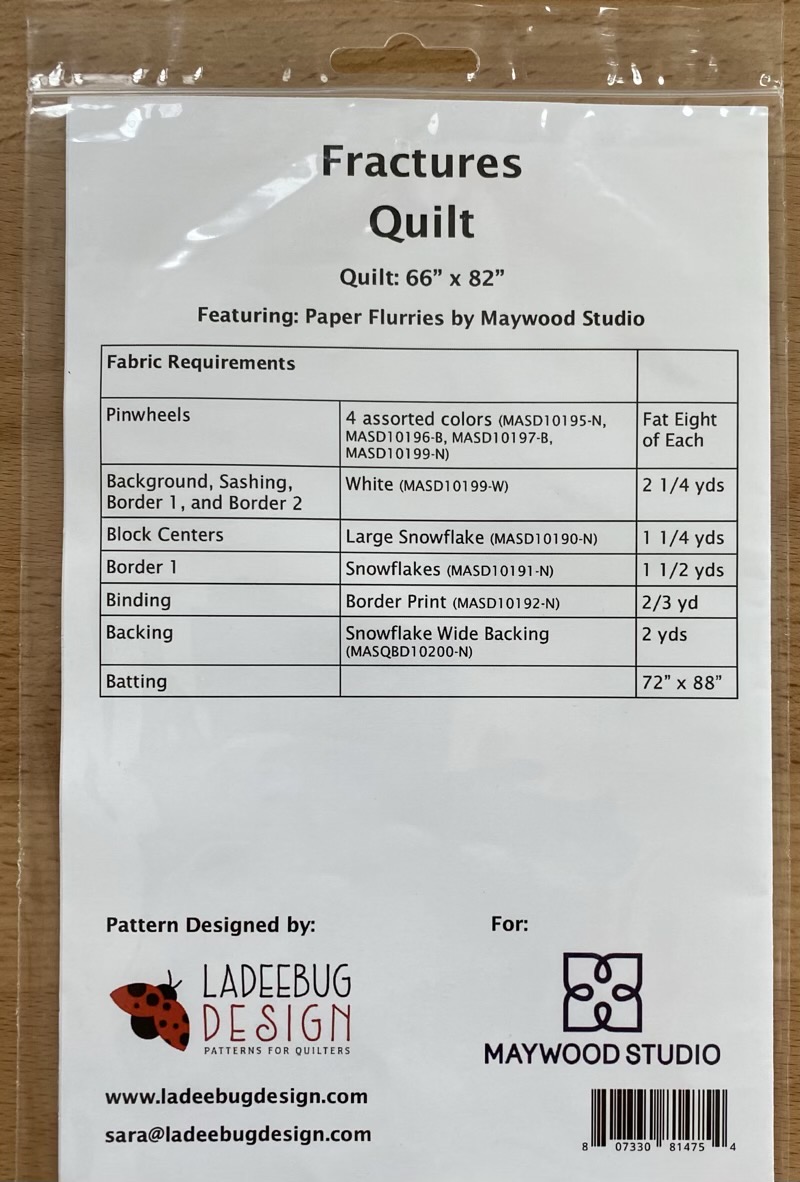 Fractures
Quilt
Quilt: 66” x 82”
Featuring: Paper Flurries by Maywood Studio
Fabric Requirements
Pinwheels 4 assorted colors (MASD10195-N, Fat Eight
MASD10196-B, MASD10197-B, of Each
MASD10199-N)
Background, Sashing, White (MASD10199-W) 2 1/4 yds
Border 1, and Border 2
Block Centers Large Snowflake (MASD10190-N) 1 1/4 yds
Border 1 Snowflakes (MASD10191-N) 1 1/2 yds
Binding Border Print (MASD10192-N) 2/3 yd
Backing Snowflake Wide Backing 2 yds
(MASQBD10200-N)
Batting 72” x 88”
Pattern Designed by: For:
LADEEBUG
DESIGN
PATTERNS FOR QUILTERS
MAYWOOD STUDIO
www.ladeebugdesign.com
sara@ladeebugdesign.com
8 07330 81475 4